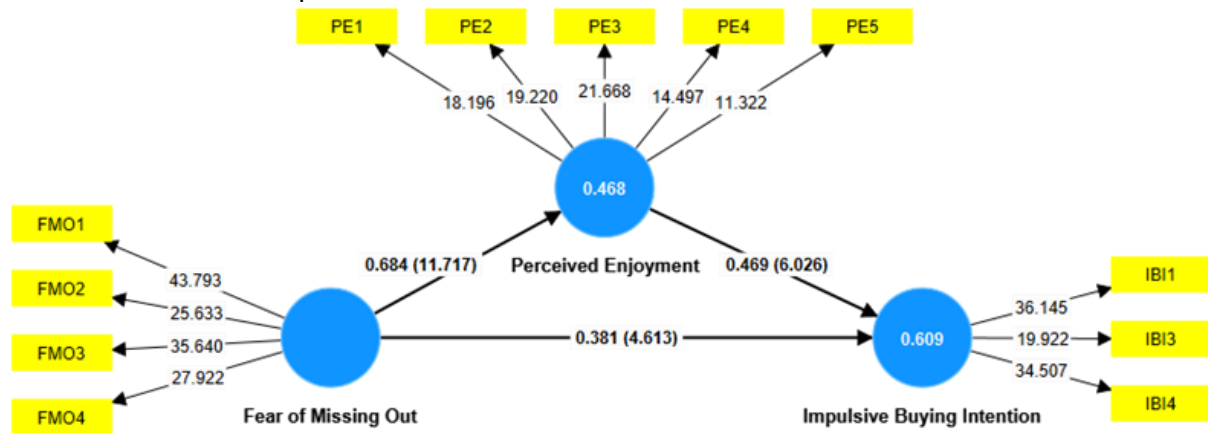 PE1 PE2 PE3 PE4 PE5
18.196 19.220 21.668 14.497 11.322
0.468
Perceived Enjoyment
FMO1
FMO2
FMO3
FMO4
43.793
25.633
35.640
27.922
0.684 (11.717)
0.469 (6.026)
0.381 (4.613)
Fear of Missing Out
0.609
Impulsive Buying Intention
36.145
19.922
34.507
IBI1
IBI3
IBI4